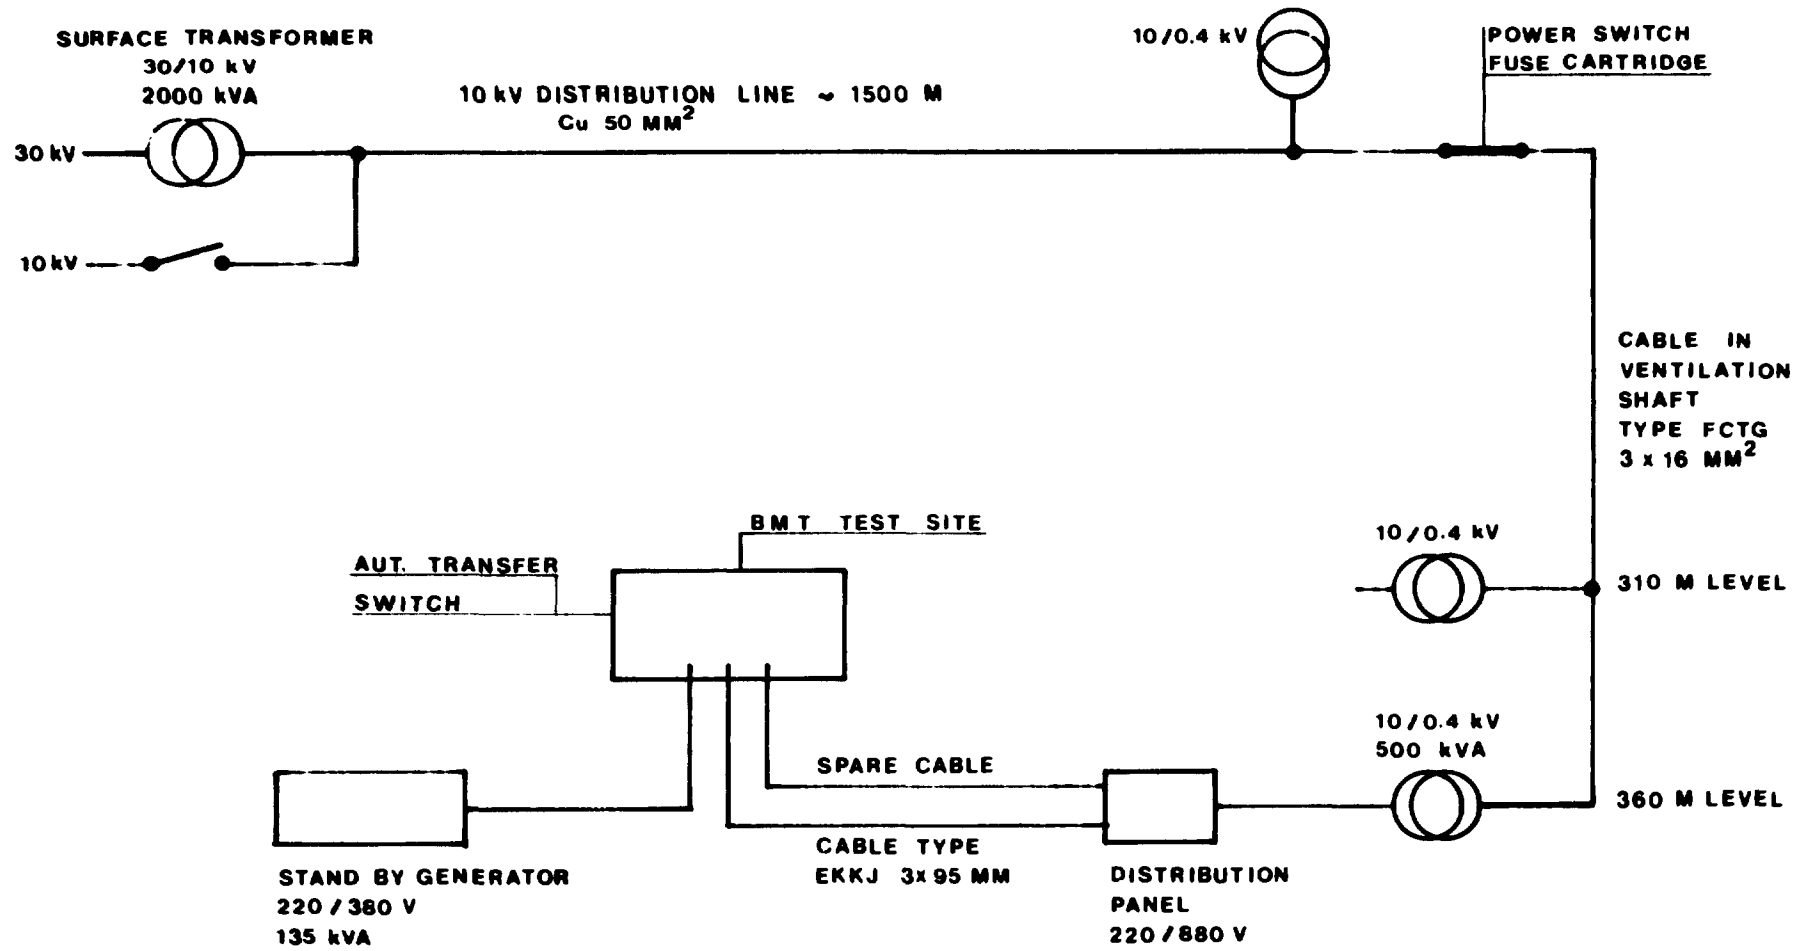 SURFACE TRANSFORMER
30/10 kV
2000 kVA
30 kV
10 kV
10 kV DISTRIBUTION LINE ~ 1500 M
Cu 50 MM²
10/0.4 kV
POWER SWITCH
FUSE CARTRIDGE
CABLE IN
VENTILATION
SHAFT
TYPE FCTG
3 x 16 MM²
10/0.4 kV
310 M LEVEL
BMT TEST SITE
AUT. TRANSFER
SWITCH
10/0.4 kV
500 kVA
360 M LEVEL
SPARE CABLE
CABLE TYPE
EKKJ 3x95 MM
STAND BY GENERATOR
220/380 V
135 kVA
DISTRIBUTION
PANEL
220/880 V